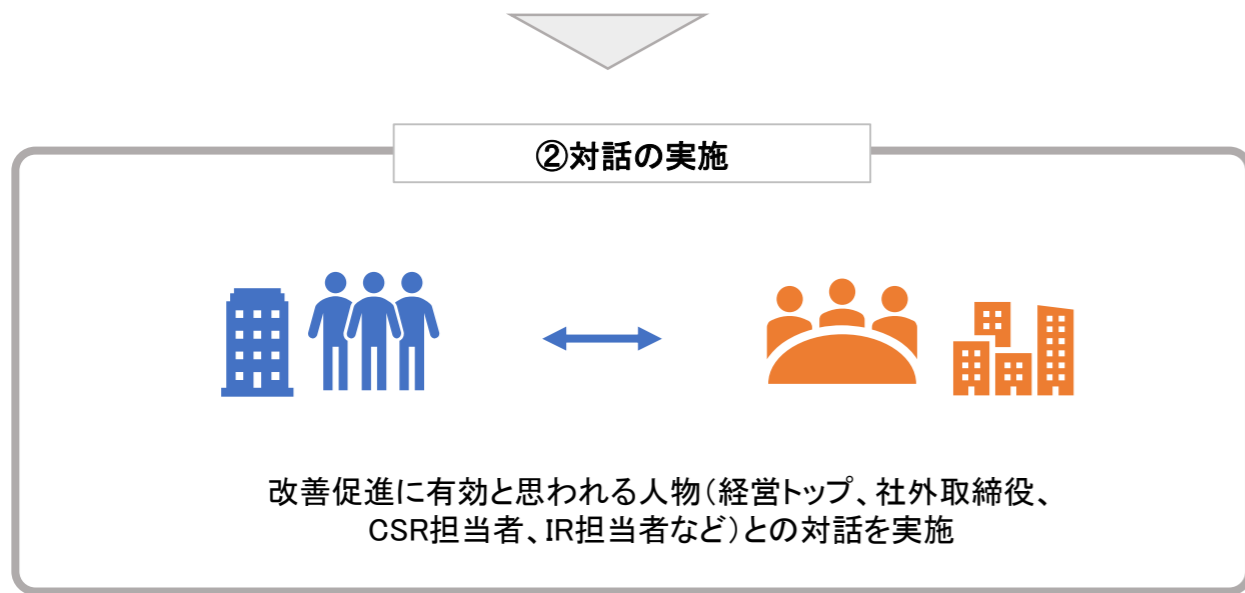 ②対話の実施
改善促進に有効と思われる人物（経営トップ、社外取締役、
CSR担当者、IR担当者など）との対話を実施